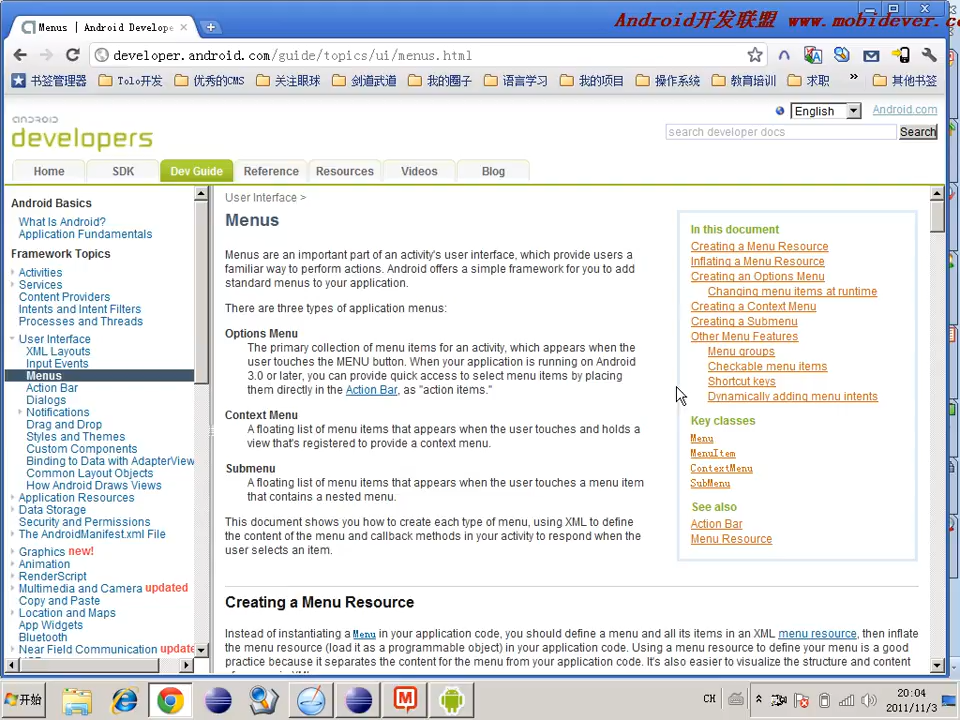 Android开发联盟 www.mobidever.c
Menus | Android Develope
developer.android.com/guide/topics/ui/menus.html
书签管理器 Tolo开发 优秀的CMS 关注眼球 剑道武道 我的圈子 语言学习 我的项目 操作系统 教育培训 求职 » 其他书签
English Android.com
android
developers
search developer docs Search
Home SDK Dev Guide Reference Resources Videos Blog
Android Basics
What Is Android?
Application Fundamentals
Framework Topics
Activities
Services
Content Providers
Intents and Intent Filters
Processes and Threads
User Interface
XML Layouts
Input Events
Menus
Action Bar
Dialogs
Notifications
Drag and Drop
Styles and Themes
Custom Components
Binding to Data with AdapterView
Common Layout Objects
How Android Draws Views
Application Resources
Data Storage
Security and Permissions
The AndroidManifest.xml File
Graphics new!
Animation
RenderScript
Multimedia and Camera updated
Copy and Paste
Location and Maps
App Widgets
Bluetooth
Near Field Communication update
User Interface >
Menus
Menus are an important part of an activity's user interface, which provide users a
familiar way to perform actions. Android offers a simple framework for you to add
standard menus to your application.
There are three types of application menus:
Options Menu
The primary collection of menu items for an activity, which appears when the
user touches the MENU button. When your application is running on Android
3.0 or later, you can provide quick access to select menu items by placing
them directly in the Action Bar, as "action items."
Context Menu
A floating list of menu items that appears when the user touches and holds a
view that's registered to provide a context menu.
Submenu
A floating list of menu items that appears when the user touches a menu item
that contains a nested menu.
This document shows you how to create each type of menu, using XML to define
the content of the menu and callback methods in your activity to respond when the
user selects an item.
In this document
Creating a Menu Resource
Inflating a Menu Resource
Creating an Options Menu
Changing menu items at runtime
Creating a Context Menu
Creating a Submenu
Other Menu Features
Menu groups
Checkable menu items
Shortcut keys
Dynamically adding menu intents
Key classes
Menu
MenuItem
ContextMenu
SubMenu
See also
Action Bar
Menu Resource
Creating a Menu Resource
Instead of instantiating a Menu in your application code, you should define a menu and all its items in an XML menu resource, then inflate
the menu resource (load it as a programmable object) in your application code. Using a menu resource to define your menu is a good
practice because it separates the content for the menu from your application code. It's also easier to visualize the structure and content
开始
CH
20:04
2011/11/3